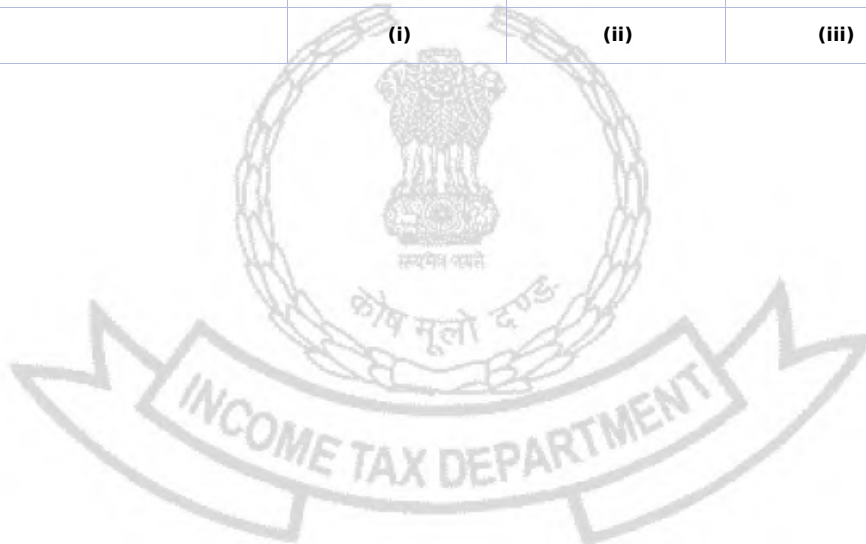 (i) (ii) (iii)
सत्यमेव जयते
कोष मूलो दण्ड
INCOME TAX DEPARTMENT